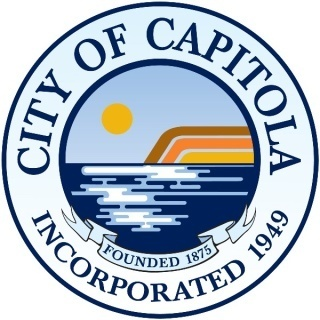 CITY OF CAPITOLA
FOUNDED 1875
INCORPORATED 1949